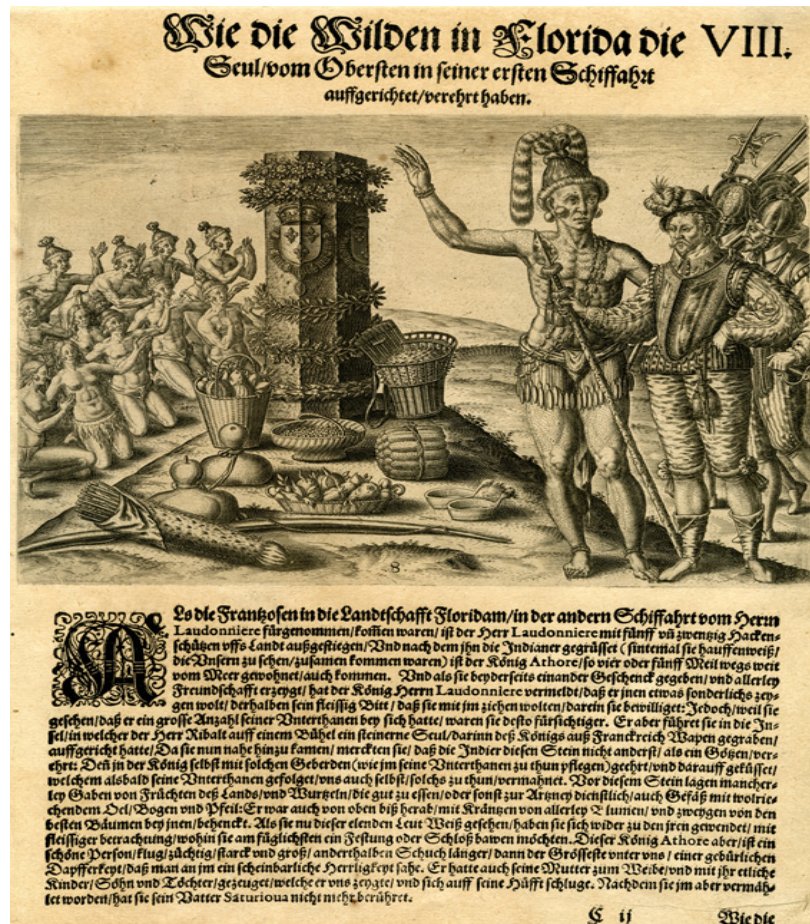 Wie die Wilden in Florida die VIII.
Seul/vom Obersten in seiner ersten Schiffahrt
auffgerichtet/verehrt haben.
8
ALs die Frantzosen in die Landtschafft Floridam/in der andern Schiffahrt vom Herrn
Laudonniere fürgenommen/kom̃en waren/ ist der Herr Laudonniere mit fünff vñ zwentzig Hacken-
schützen vffs Landt außgestiegen/Vnd nach dem ihn die Indianer gegrüsset (sintemal sie hauffenweiß/
die Vnsern zu sehen/zusamen kommen waren) ist der König Athore/so vier oder fünff Meil wegs weit
vom Meer gewohnet/auch kommen. Vnd als sie beyderseits einander Geschenck gegeben/vnd allerley
Freundschafft erzeygt/ hat der König Herrn Laudonniere vermeldt/daß er jnen etwas sonderlichs zey-
gen wolt/derhalben sein fleissig Bitt/daß sie mit jm ziehen wolten/darein sie bewilliget: Jedoch/weil sie
gesehen/daß er ein grosse Anzahl seiner Vnterthanen bey sich hatte/waren sie desto fürsichtiger. Er aber führet sie in die In-
sel/in welcher der Herr Ribalt auff einem Bühel ein steinerne Seul/darinn deß Königs auß Franckreich Wapen gegraben/
auffgericht hatte/Da sie nun nahe hinzu kamen/ merckten sie/ daß die Indier diesen Stein nicht anderst/ als ein Götzen/ver-
ehrt: Deñ jn der König selbst mit solchen Geberden (wie jm seine Vnterthanen zu thun pflegen) geehrt/vnd darauff geküsset/
welchem alsbald seine Vnterthanen gefolget/vns auch selbst/solchs zu thun/vermahnet. Vor diesem Stein lagen mancher-
ley Gaben von Früchten deß Lands/vnd Wurtzeln/die gut zu essen/oder sonst zur Artzney dienstlich/auch Gefäß mit wolrie-
chendem Oel/Bogen vnd Pfeil: Er war auch von oben biß herab/mit Kräntzen von allerley Blumen/vnd zweygen von den
besten Bäumen bey jnen/behenckt. Als sie nu dieser elenden Leut Weiß gesehen/haben sie sich wider zu den jren gewendet/ mit
fleissiger betrachtung/wohin sie am füglichsten ein Festung oder Schloß bawen möchten. Dieser König Athore aber/ist ein
schöne Person/klug/züchtig/starck vnd groß/ anderthalben Schuch länger/dann der Grösseste vnter vns/ einer gebürlichen
Dapfferkeyt/daß man an jm ein scheinbarliche Herrligkeyt sahe. Er hatte auch seine Mutter zum Weibe/vnd mit jhr etliche
Kinder/Söhn vnd Töchter/gezeuget/welche er vns zeygte/vnd sich auff seine Hüfft schluge. Nachdem sie jm aber vermäh-
let worden/hat sie sein Vatter Saturioua nicht mehr berühret.
C ij Wie die